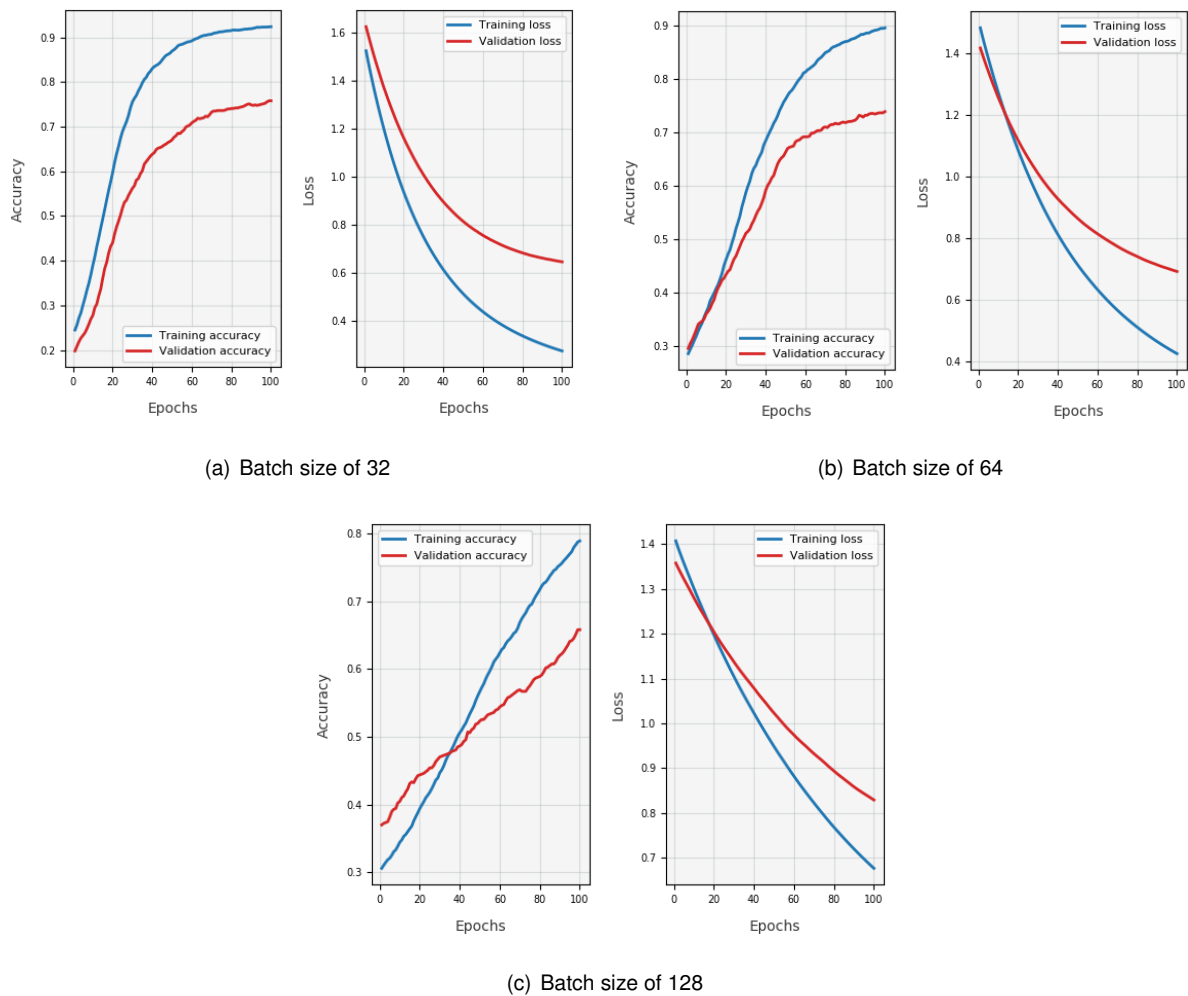 0.9
0.8
0.7
0.6
0.5
0.4
0.3
0.2
Accuracy
Training accuracy
Validation accuracy
0 20 40 60 80 100
Epochs
1.6
1.4
1.2
1.0
0.8
0.6
0.4
Loss
Training loss
Validation loss
0 20 40 60 80 100
Epochs
(a) Batch size of 32
0.9
0.8
0.7
0.6
0.5
0.4
0.3
Accuracy
Training accuracy
Validation accuracy
0 20 40 60 80 100
Epochs
1.4
1.2
1.0
0.8
0.6
0.4
Loss
Training loss
Validation loss
0 20 40 60 80 100
Epochs
(b) Batch size of 64
0.8
0.7
0.6
0.5
0.4
0.3
Accuracy
Training accuracy
Validation accuracy
0 20 40 60 80 100
Epochs
1.4
1.3
1.2
1.1
1.0
0.9
0.8
0.7
Loss
Training loss
Validation loss
0 20 40 60 80 100
Epochs
(c) Batch size of 128